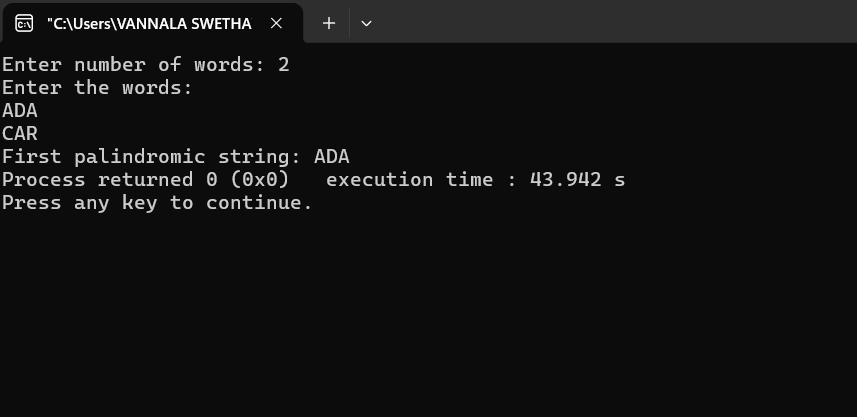 "C:\Users\VANNALA SWETHA
Enter number of words: 2
Enter the words:
ADA
CAR
First palindromic string: ADA
Process returned 0 (0x0)   execution time : 43.942 s
Press any key to continue.